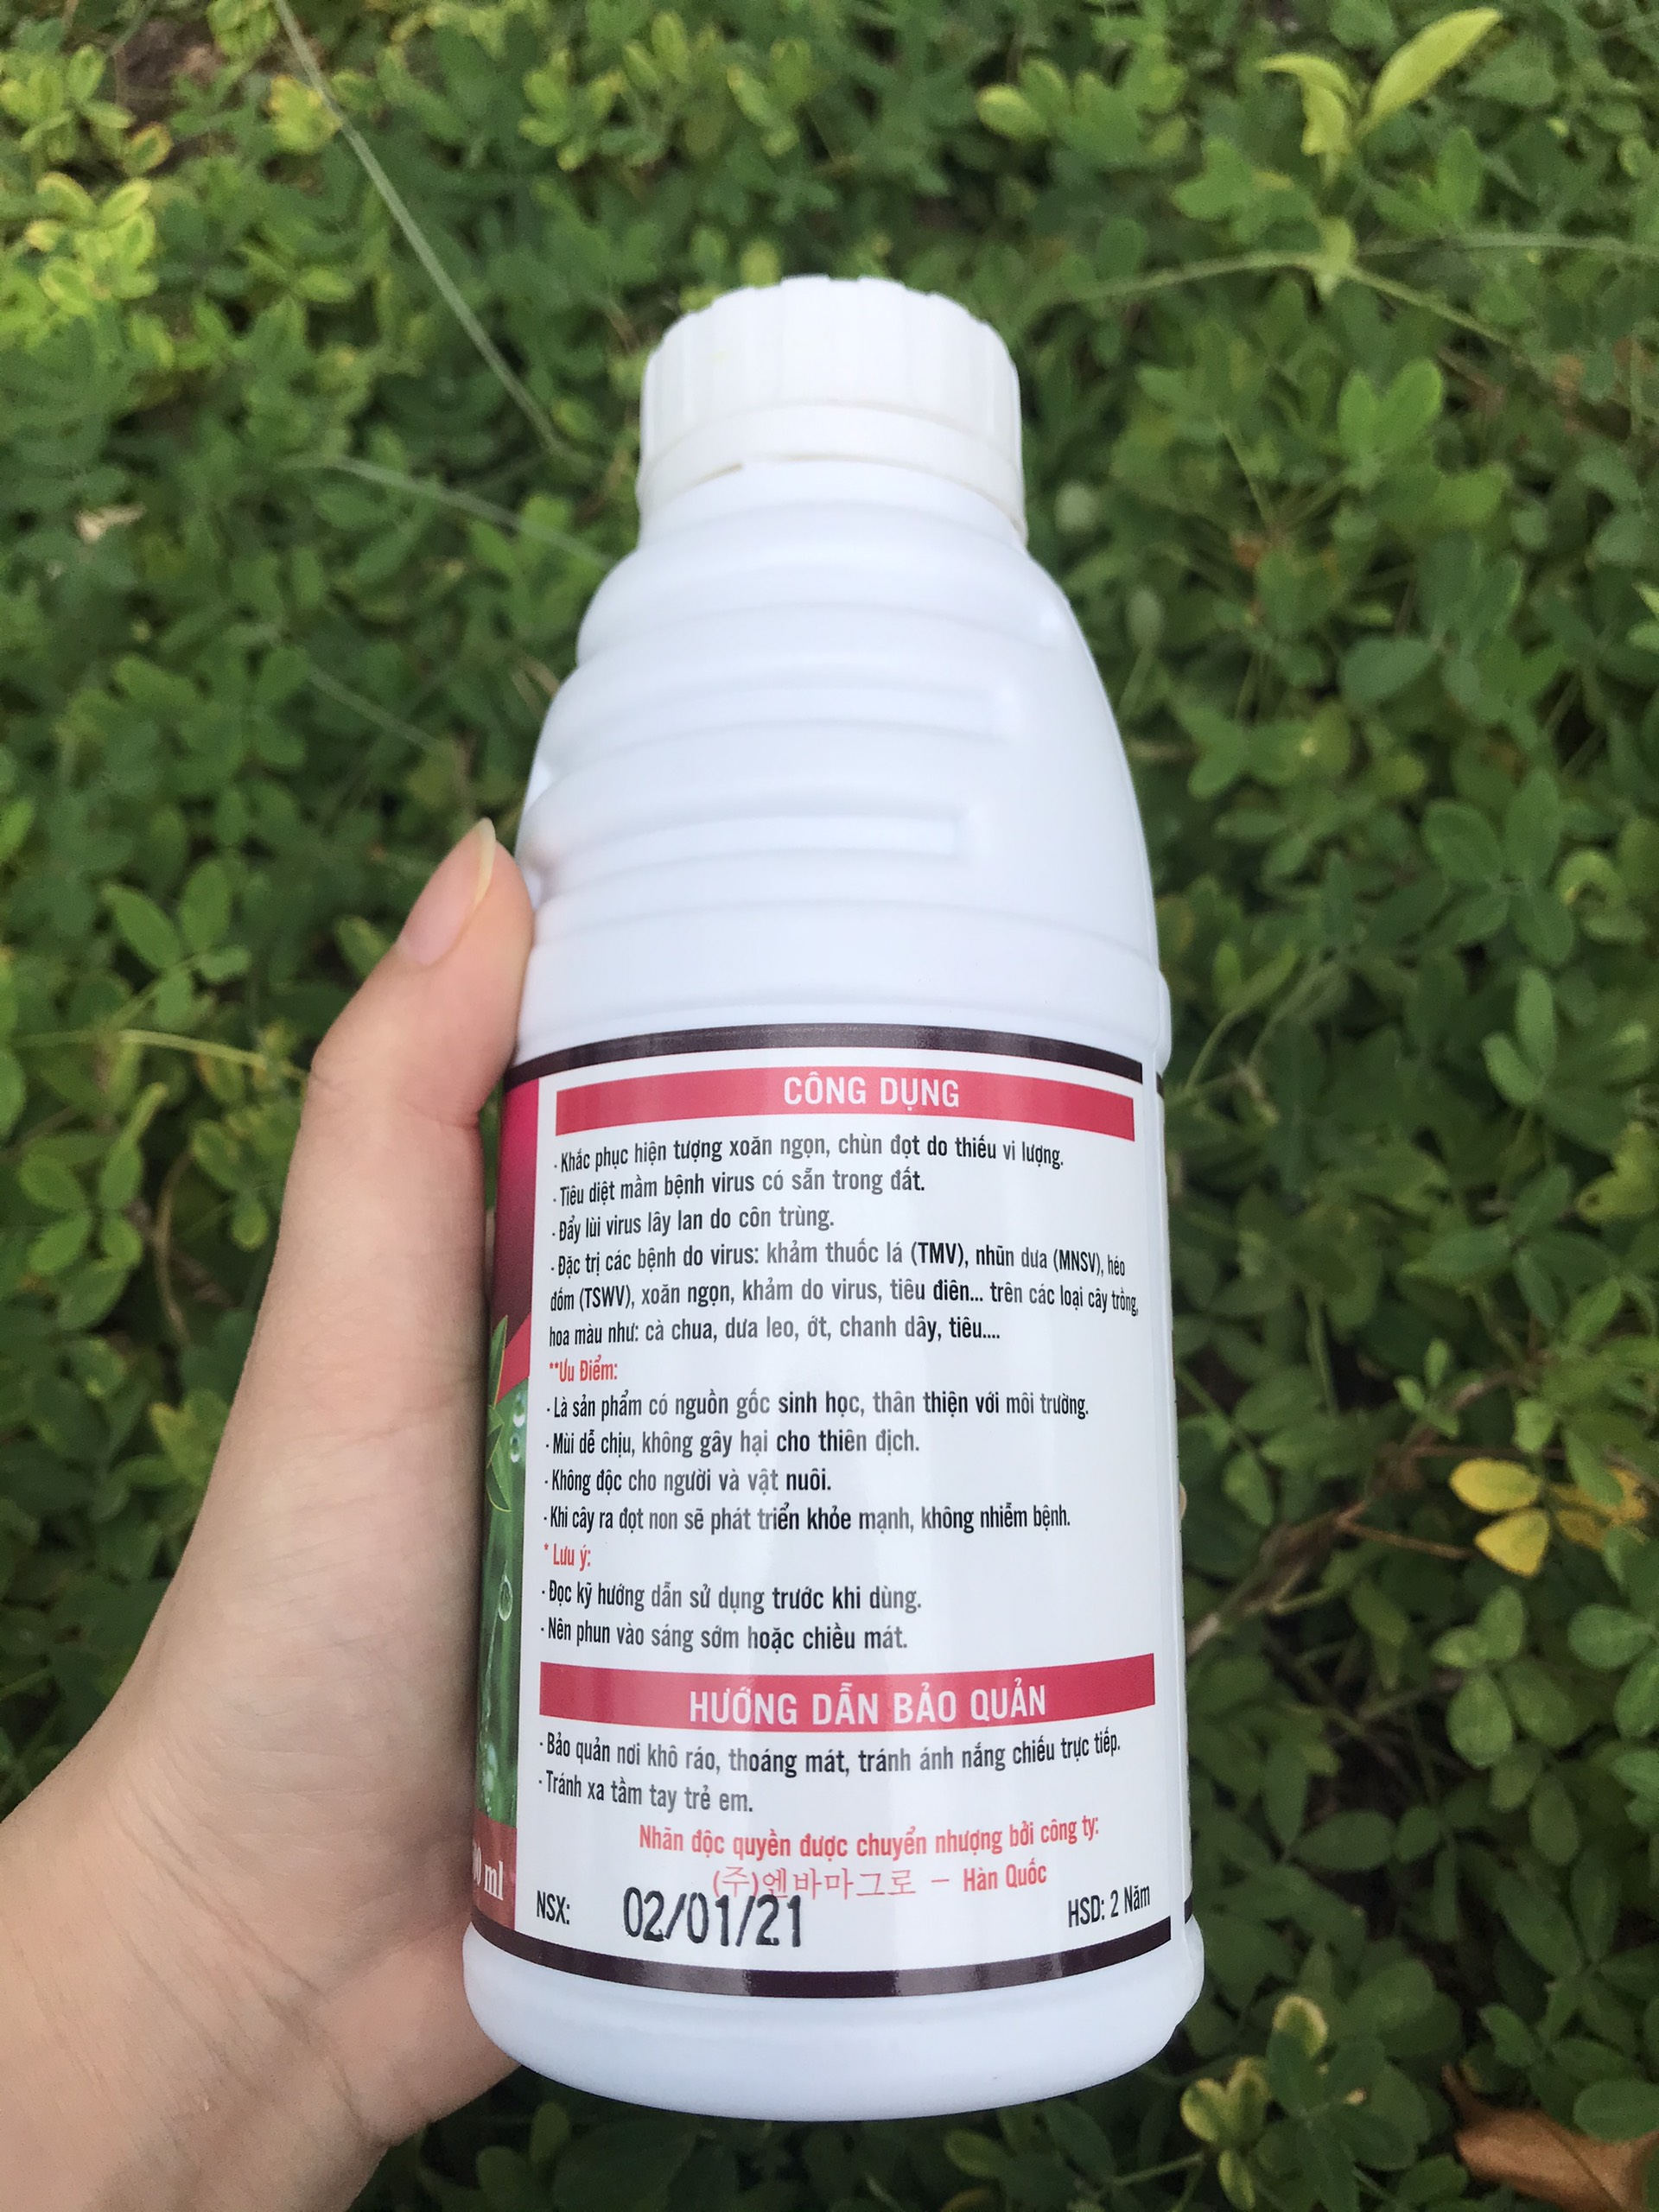 CÔNG DỤNG
- Khắc phục hiện tượng xoăn ngọn, chùn đọt do thiếu vi lượng.
- Tiêu diệt mầm bệnh virus có sẵn trong đất.
- Đẩy lùi virus lây lan do côn trùng.
- Đặc trị các bệnh do virus: khảm thuốc lá (TMV), nhũn dưa (MNSV), héo
đốm (TSWV), xoăn ngọn, khảm do virus, tiêu điên... trên các loại cây trồng,
hoa màu như: cà chua, dưa leo, ớt, chanh dây, tiêu....
**Ưu Điểm:
- Là sản phẩm có nguồn gốc sinh học, thân thiện với môi trường.
- Mùi dễ chịu, không gây hại cho thiên địch.
- Không độc cho người và vật nuôi.
- Khi cây ra đọt non sẽ phát triển khỏe mạnh, không nhiễm bệnh.
* Lưu ý:
- Đọc kỹ hướng dẫn sử dụng trước khi dùng.
- Nên phun vào sáng sớm hoặc chiều mát.
HƯỚNG DẪN BẢO QUẢN
- Bảo quản nơi khô ráo, thoáng mát, tránh ánh nắng chiếu trực tiếp.
- Tránh xa tầm tay trẻ em.
Nhãn độc quyền được chuyển nhượng bởi công ty:
(주)엔바마그로 – Hàn Quốc
NSX: 02/01/21 HSD: 2 Năm
ml